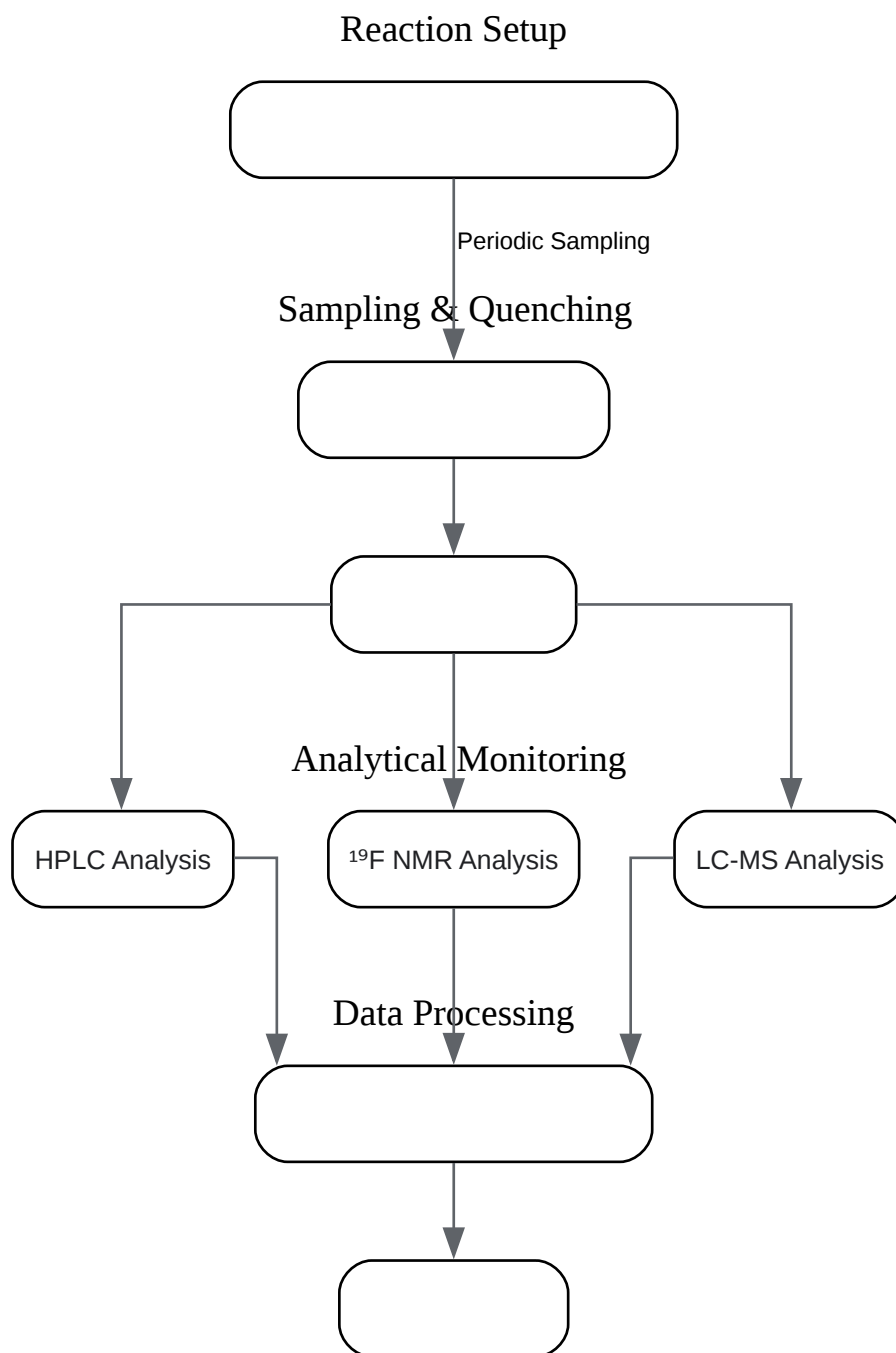 Reaction Setup
Periodic Sampling
Sampling & Quenching
Analytical Monitoring
HPLC Analysis
¹⁹F NMR Analysis
LC-MS Analysis
Data Processing